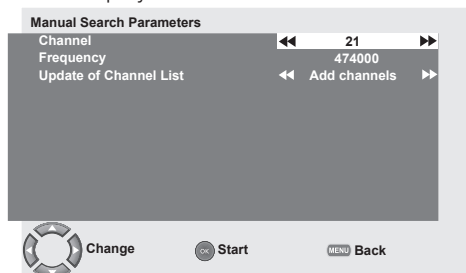 Manual Search Parameters
Channel 21
Frequency 474000
Update of Channel List Add channels
Change OK Start MENU Back